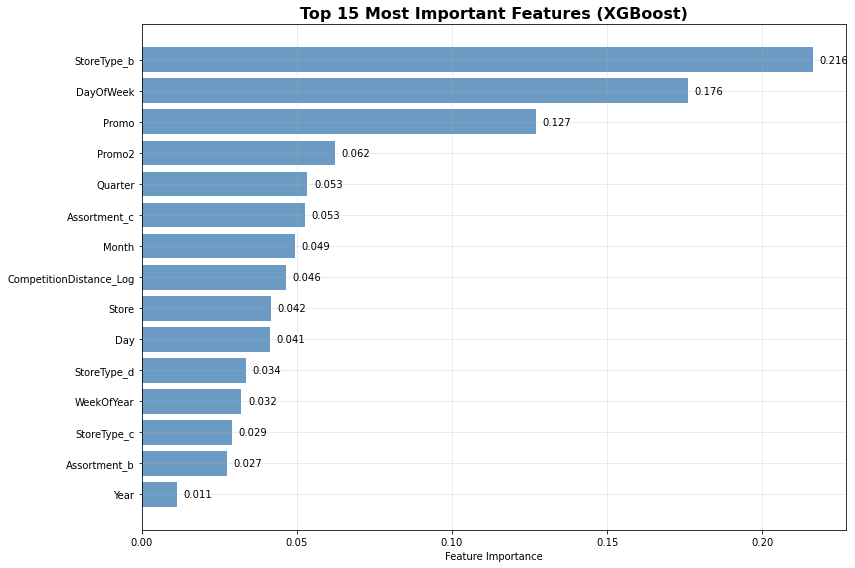 Top 15 Most Important Features (XGBoost)
StoreType_b 0.216
DayOfWeek 0.176
Promo 0.127
Promo2 0.062
Quarter 0.053
Assortment_c 0.053
Month 0.049
CompetitionDistance_Log 0.046
Store 0.042
Day 0.041
StoreType_d 0.034
WeekOfYear 0.032
StoreType_c 0.029
Assortment_b 0.027
Year 0.011
0.00 0.05 0.10 0.15 0.20
Feature Importance